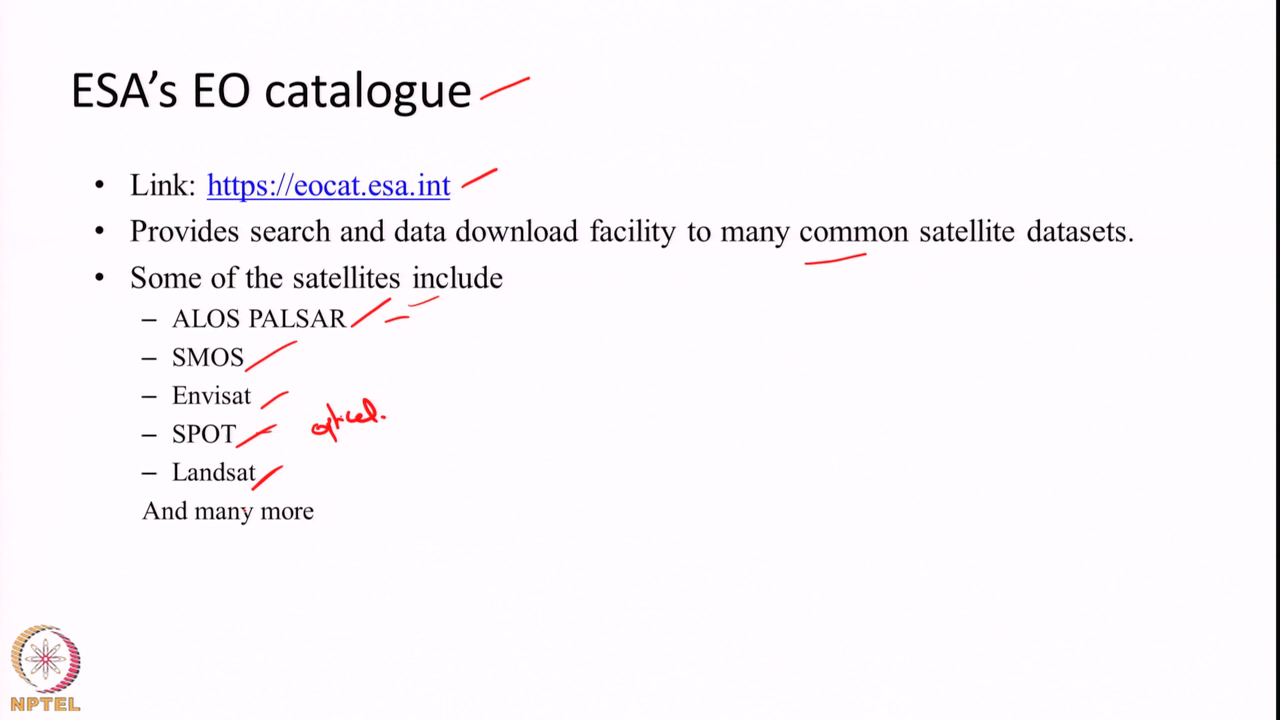 ESA's EO catalogue
• Link: https://eocat.esa.int
• Provides search and data download facility to many common satellite datasets.
• Some of the satellites include
– ALOS PALSAR
– SMOS
– Envisat
optical.
– SPOT
– Landsat
And many more
NPTEL